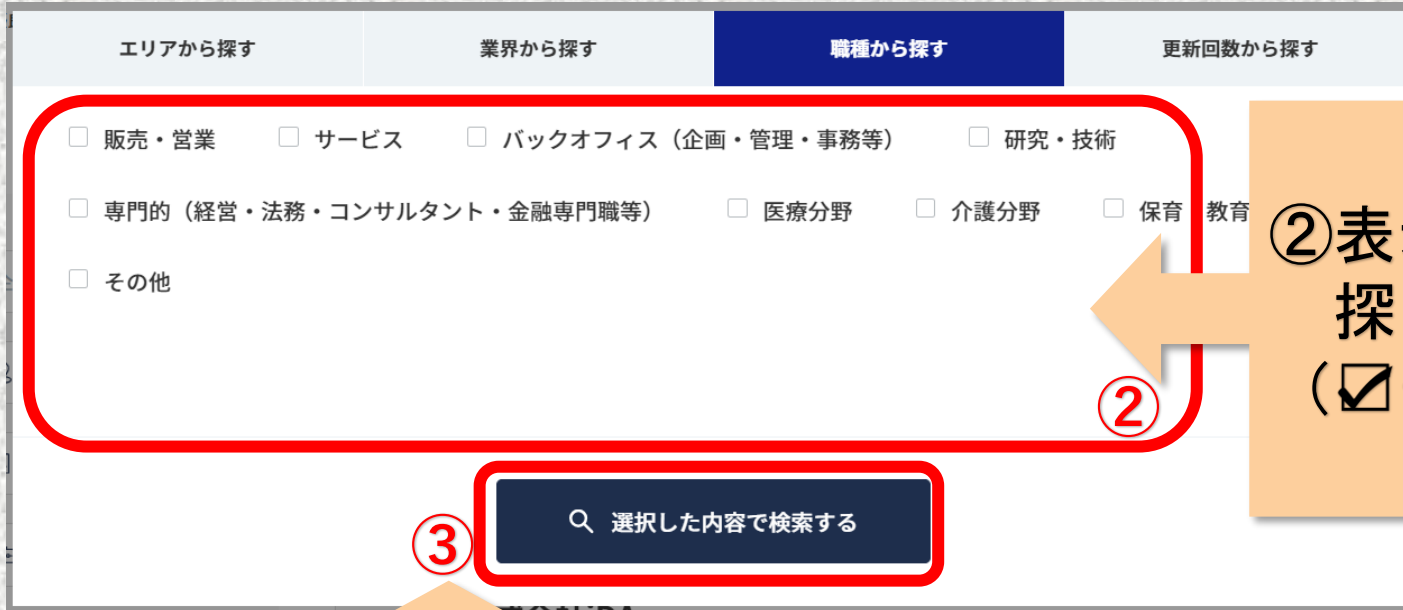 エリアから探す
業界から探す
職種から探す
更新回数から探す
販売・営業
サービス
バックオフィス（企画・管理・事務等）
研究・技術
専門的（経営・法務・コンサルタント・金融専門職等）
医療分野
介護分野
保育 教育
その他
②
②表
探
（☑
選択した内容で検索する
③